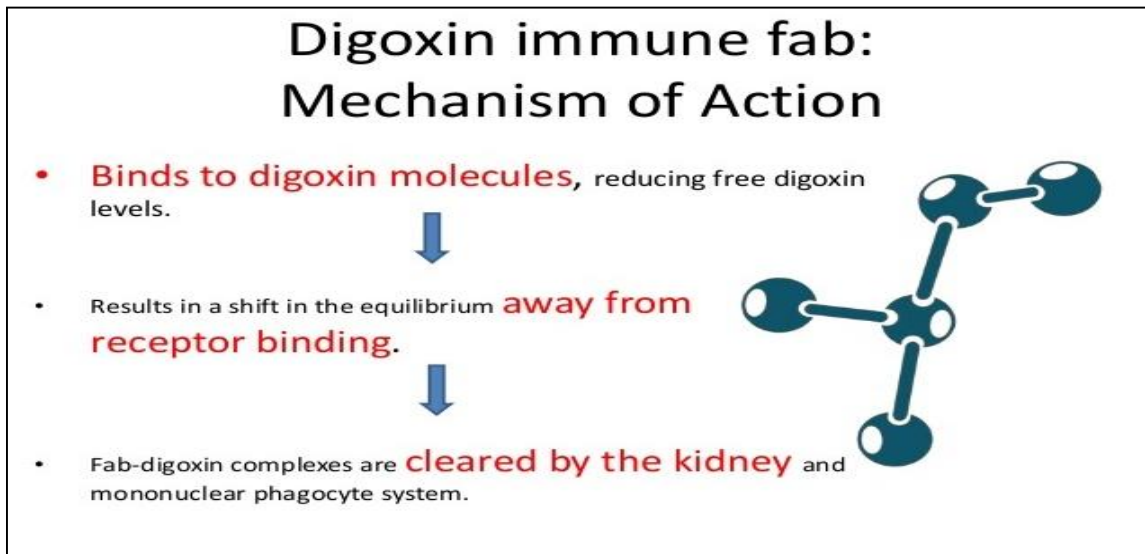 Digoxin immune fab:
Mechanism of Action
• Binds to digoxin molecules, reducing free digoxin
levels.
• Results in a shift in the equilibrium away from
receptor binding.
• Fab-digoxin complexes are cleared by the kidney and
mononuclear phagocyte system.